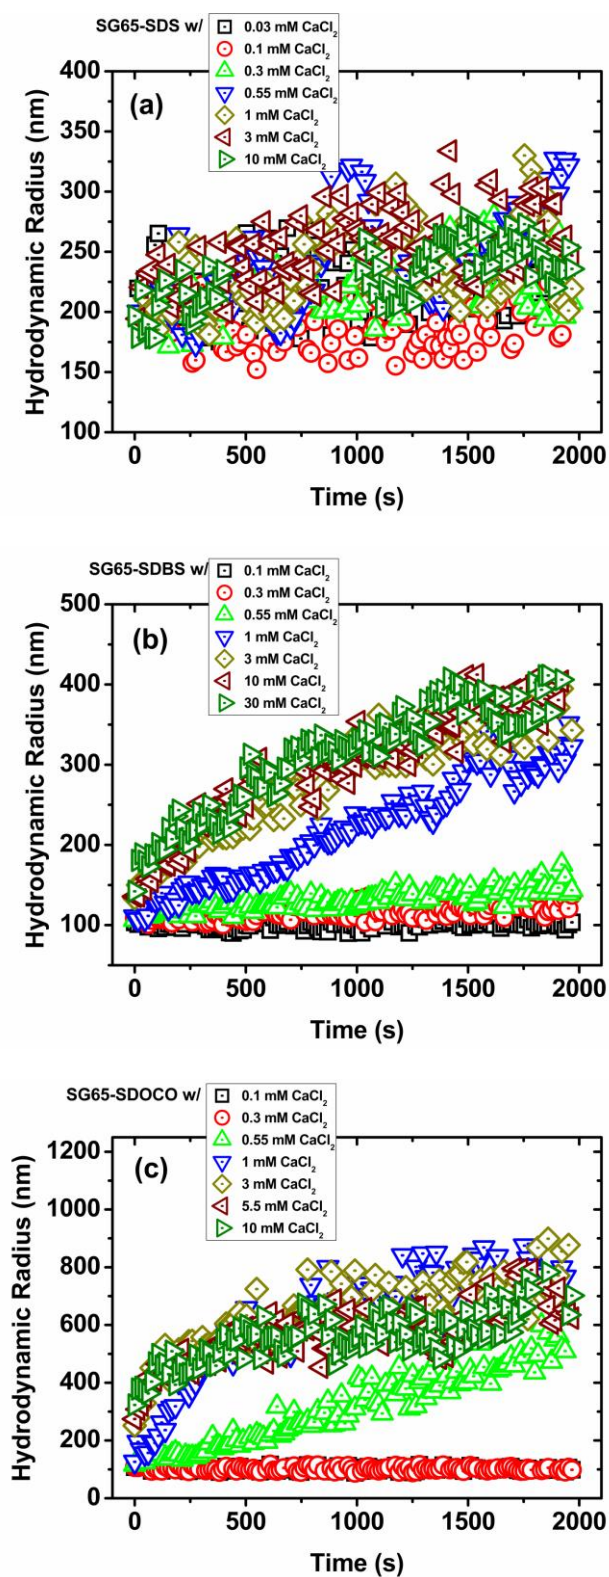 SG65-SDS w/
0.03 mM CaCl₂
0.1 mM CaCl₂
0.3 mM CaCl₂
0.55 mM CaCl₂
1 mM CaCl₂
3 mM CaCl₂
10 mM CaCl₂
(a)
400
350
300
250
200
150
100
Hydrodynamic Radius (nm)
0 500 1000 1500 2000
Time (s)
SG65-SDBS w/
0.1 mM CaCl₂
0.3 mM CaCl₂
0.55 mM CaCl₂
1 mM CaCl₂
3 mM CaCl₂
10 mM CaCl₂
30 mM CaCl₂
(b)
500
400
300
200
100
Hydrodynamic Radius (nm)
0 500 1000 1500 2000
Time (s)
SG65-SDOCO w/
0.1 mM CaCl₂
0.3 mM CaCl₂
0.55 mM CaCl₂
1 mM CaCl₂
3 mM CaCl₂
5.5 mM CaCl₂
10 mM CaCl₂
(c)
1200
1000
800
600
400
200
0
Hydrodynamic Radius (nm)
0 500 1000 1500 2000
Time (s)